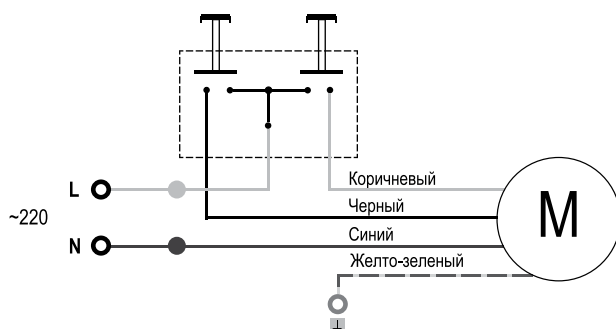 Коричневый
L
Черный
~220
M
Синий
N
Желто-зеленый